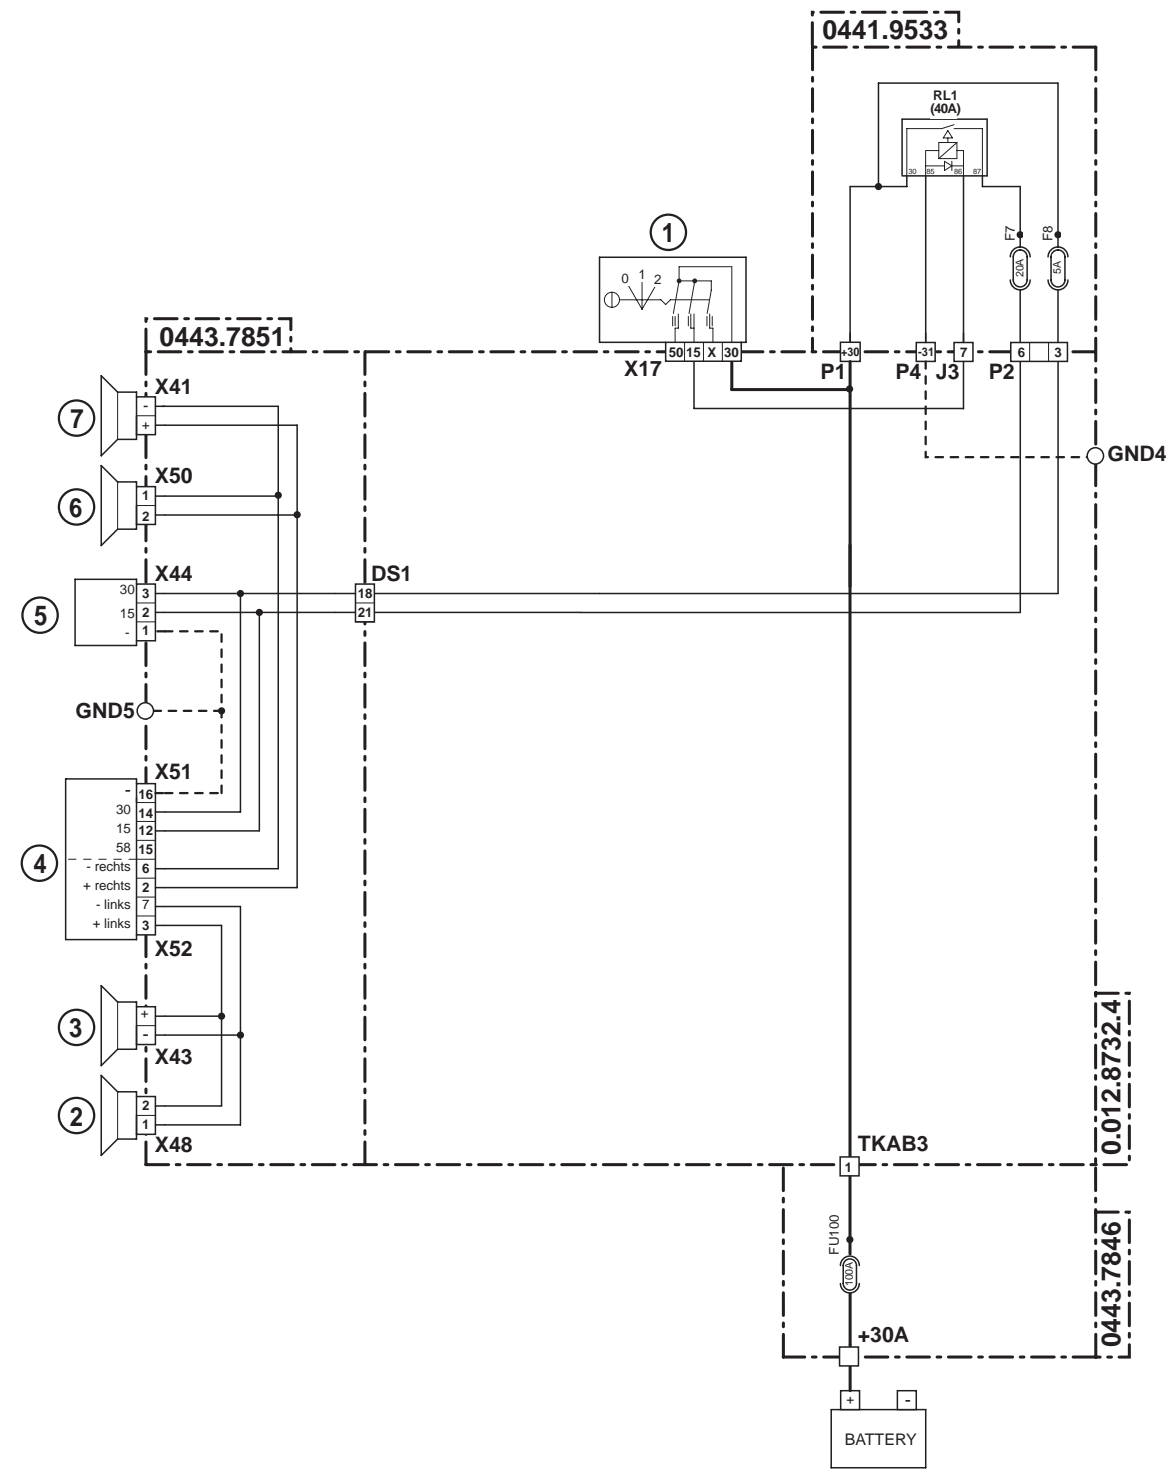 0441.9533
RL1
(40A)
30 85 86 87
F7
F8
20A
5A
1
0 1 2
50 15 X 30
X17
+30
P1
-31
P4
7
J3
6 3
P2
GND4
0443.7851
X41
-
+
7
X50
1
2
6
X44
30 3
15 2
- 1
5
DS1
18
21
GND5
X51
- 16
30 14
15 12
58 15
- rechts 6
+ rechts 2
- links 7
+ links 3
4
X52
+
-
3
X43
2
1
2
X48
0.012.8732.4
TKAB3
1
FU100
100A
0443.7846
+30A
+ -
BATTERY